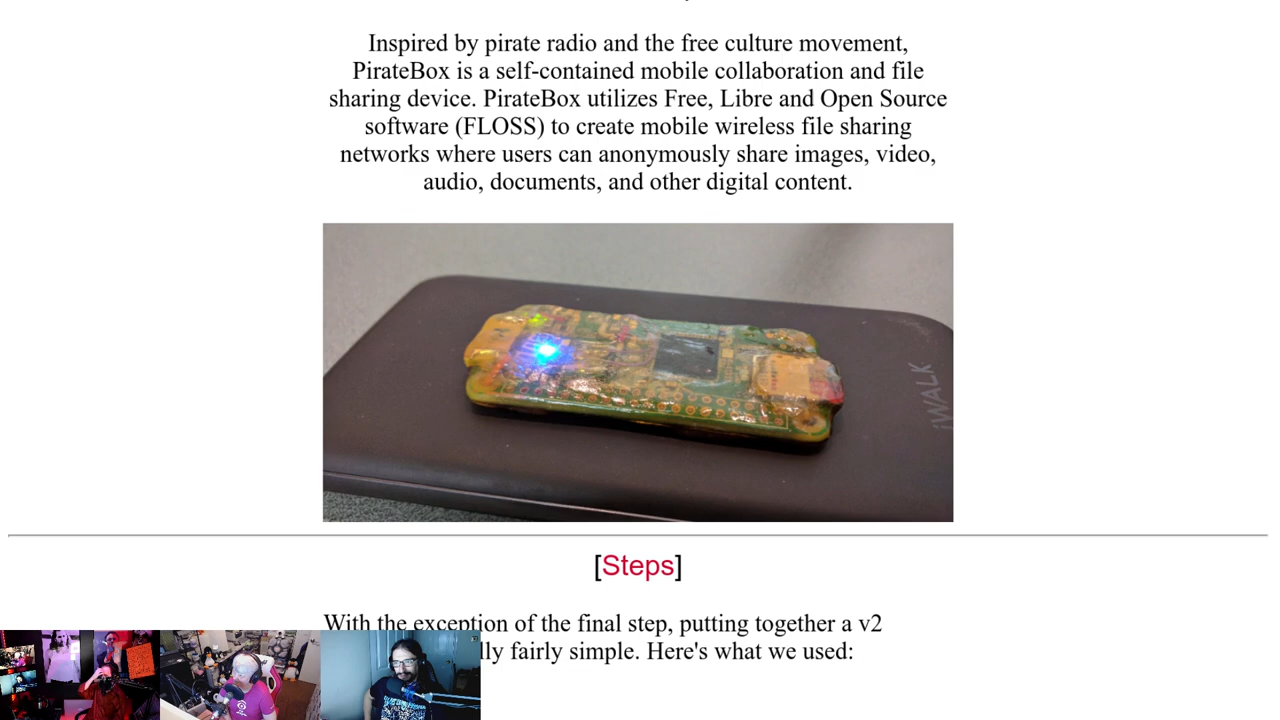 Inspired by pirate radio and the free culture movement,
PirateBox is a self-contained mobile collaboration and file
sharing device. PirateBox utilizes Free, Libre and Open Source
software (FLOSS) to create mobile wireless file sharing
networks where users can anonymously share images, video,
audio, documents, and other digital content.
iWALK
[Steps]
With the exception of the final step, putting together a v2
lly fairly simple. Here's what we used: